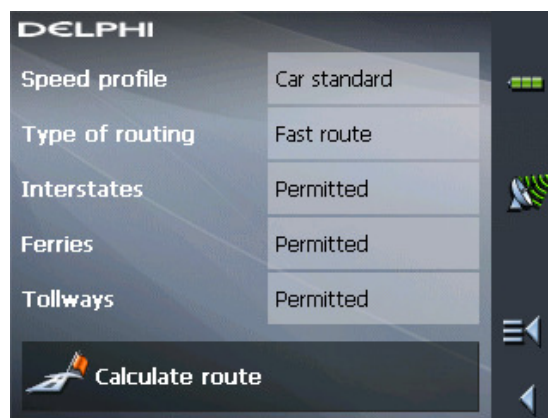 DELPHI
Speed profile Car standard
Type of routing Fast route
Interstates Permitted
Ferries Permitted
Tollways Permitted
Calculate route